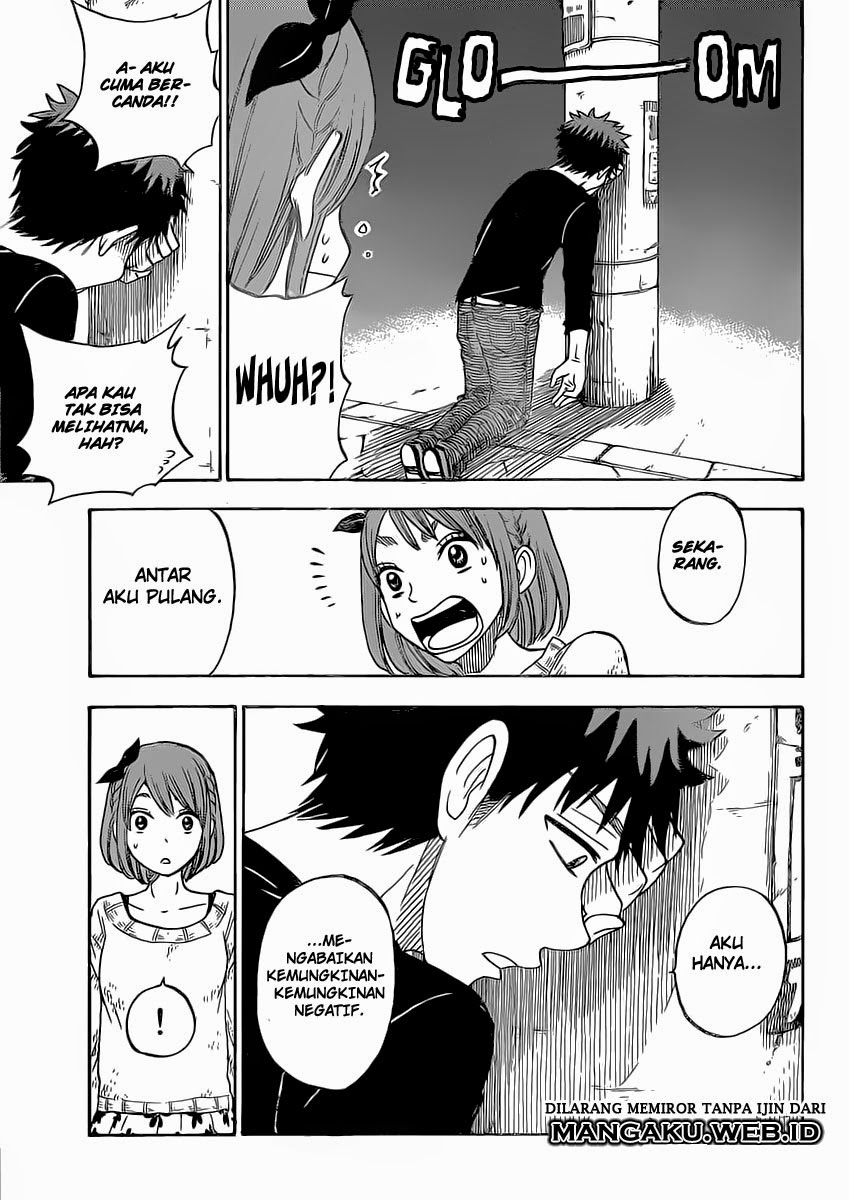 GLO OM
WHUH?!
A- AKU
CUMA BER-
CANDA!!
APA KAU
TAK BISA
MELIHATNA,
HAH?
SEKA-
RANG.
ANTAR
AKU PULANG.
AKU
HANYA...
...ME-
NGABAIKAN
KEMUNGKINAN-
KEMUNGKINAN
NEGATIF.
!
DILARANG MEMIROR TANPA IJIN DARI
MANGAKU.WEB.ID